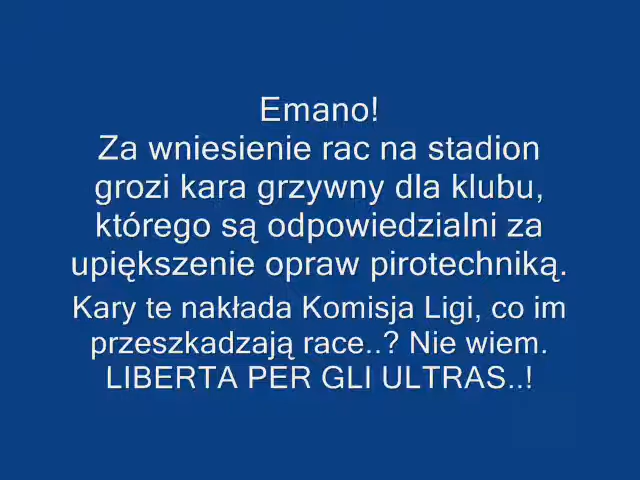 Emano!
Za wniesienie rac na stadion
grozi kara grzywny dla klubu,
którego są odpowiedzialni za
upiększenie opraw pirotechniką.
Kary te nakłada Komisja Ligi, co im
przeszkadzają race..? Nie wiem.
LIBERTA PER GLI ULTRAS..!